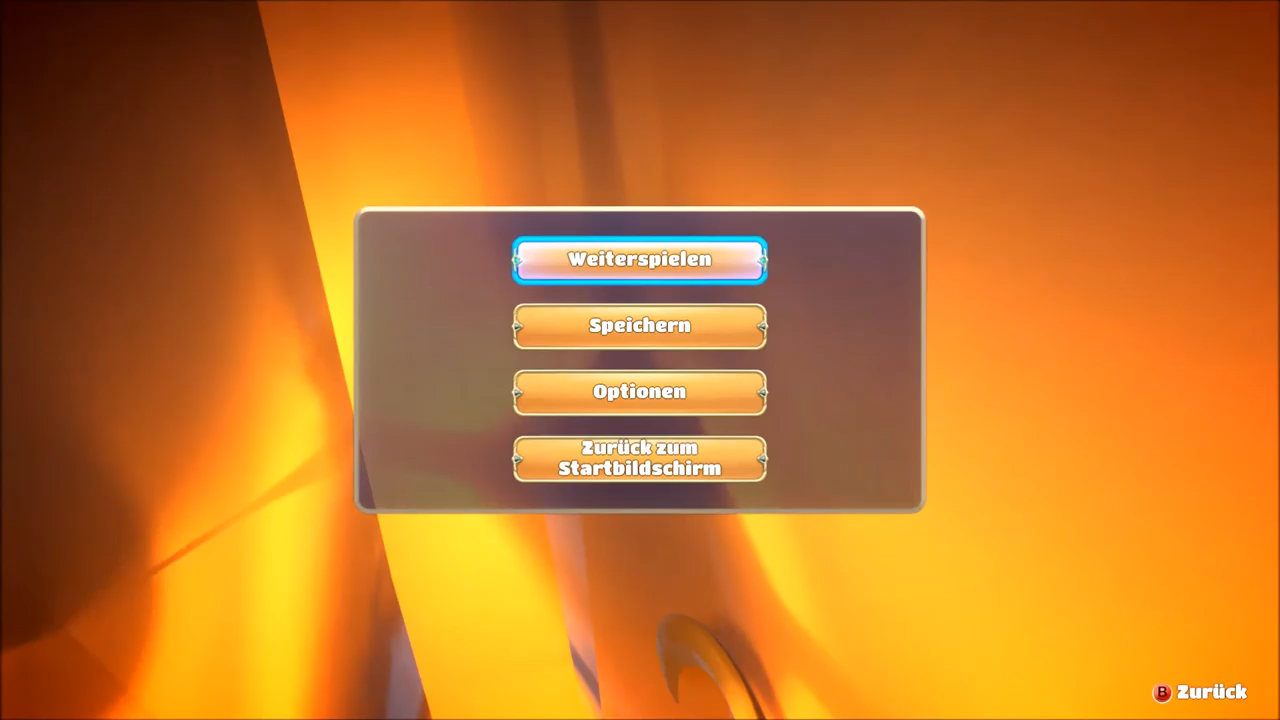 Weiterspielen
Speichern
Optionen
Zurück zum
Startbildschirm
B Zurück